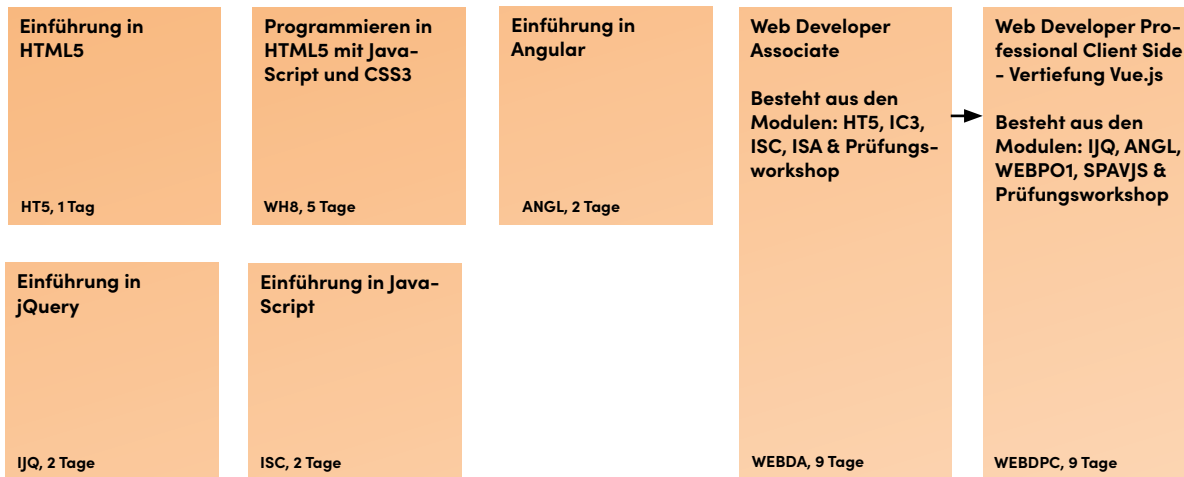 Einführung in
HTML5
HT5, 1 Tag
Programmieren in
HTML5 mit Java-
Script und CSS3
WH8, 5 Tage
Einführung in
Angular
ANGL, 2 Tage
Web Developer
Associate
Besteht aus den
Modulen: HT5, IC3,
ISC, ISA & Prüfungs-
workshop
WEBDA, 9 Tage
Web Developer Pro-
fessional Client Side
- Vertiefung Vue.js
Besteht aus den
Modulen: IJQ, ANGL,
WEBPO1, SPAVJS &
Prüfungsworkshop
WEBDPC, 9 Tage
Einführung in
jQuery
IJQ, 2 Tage
Einführung in Java-
Script
ISC, 2 Tage